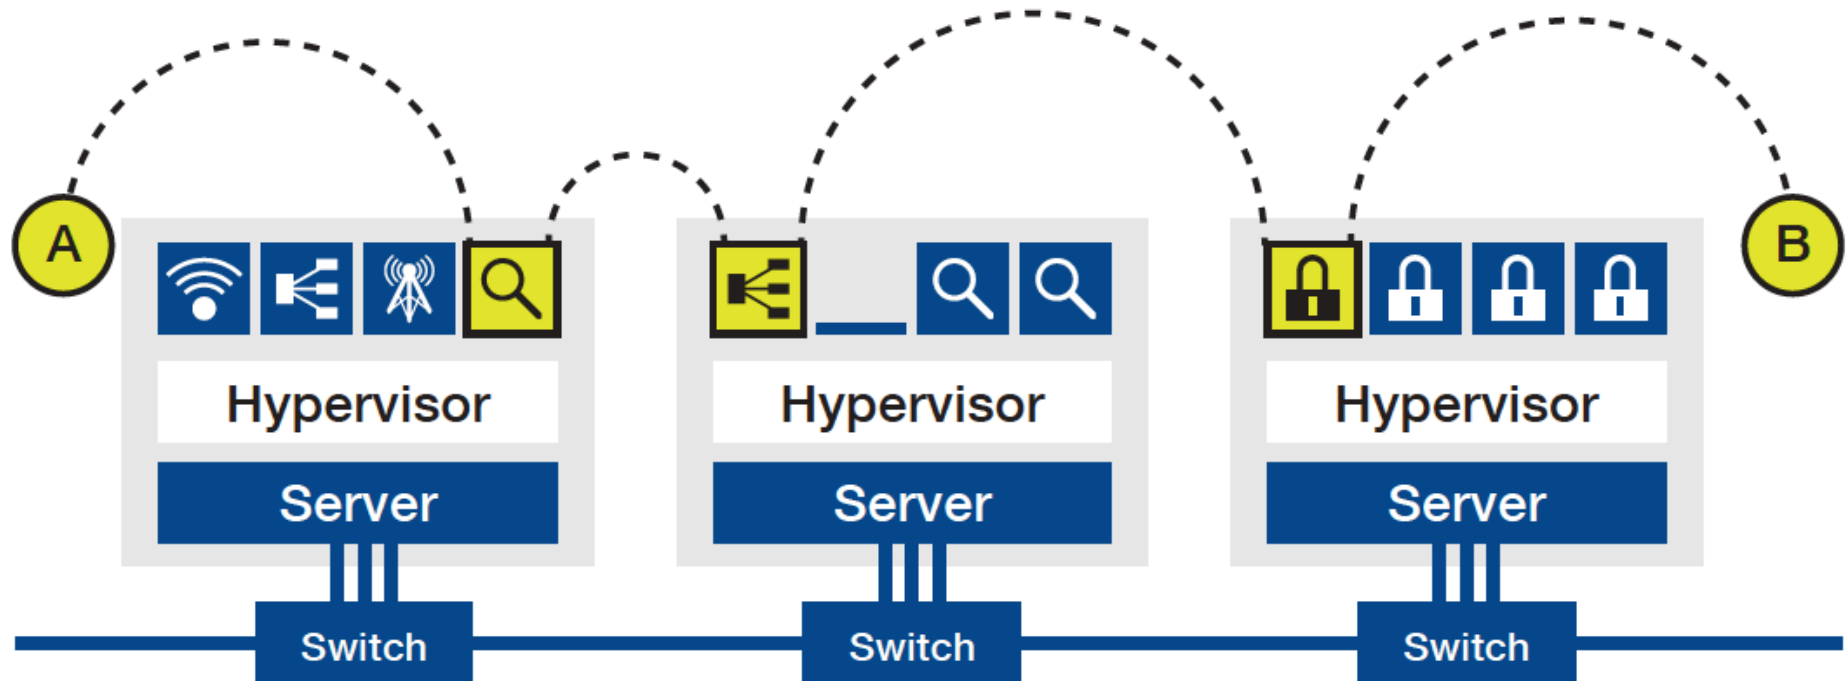 A
B
Hypervisor
Hypervisor
Hypervisor
Server
Server
Server
Switch
Switch
Switch